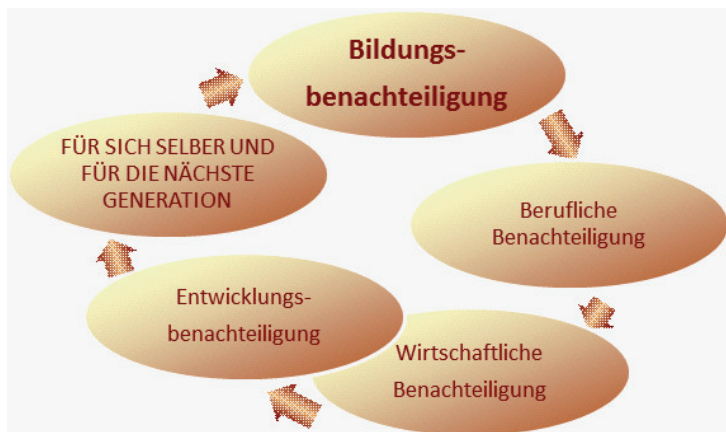 Bildungs-
benachteiligung
Berufliche
Benachteiligung
Wirtschaftliche
Benachteiligung
Entwicklungs-
benachteiligung
FÜR SICH SELBER UND
FÜR DIE NÄCHSTE
GENERATION